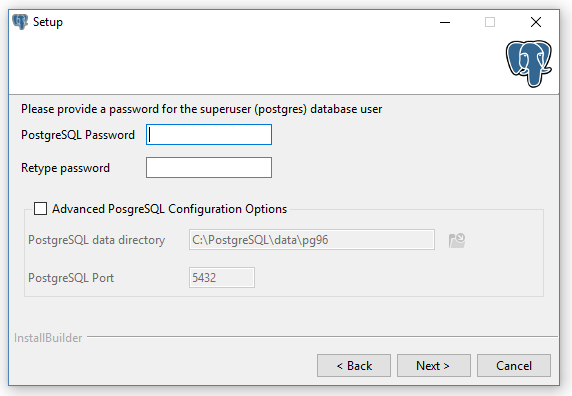 Setup
Please provide a password for the superuser (postgres) database user
PostgreSQL Password
Retype password
Advanced PosgreSQL Configuration Options
PostgreSQL data directory C:\PostgreSQL\data\pg96
PostgreSQL Port 5432
InstallBuilder
< Back Next > Cancel